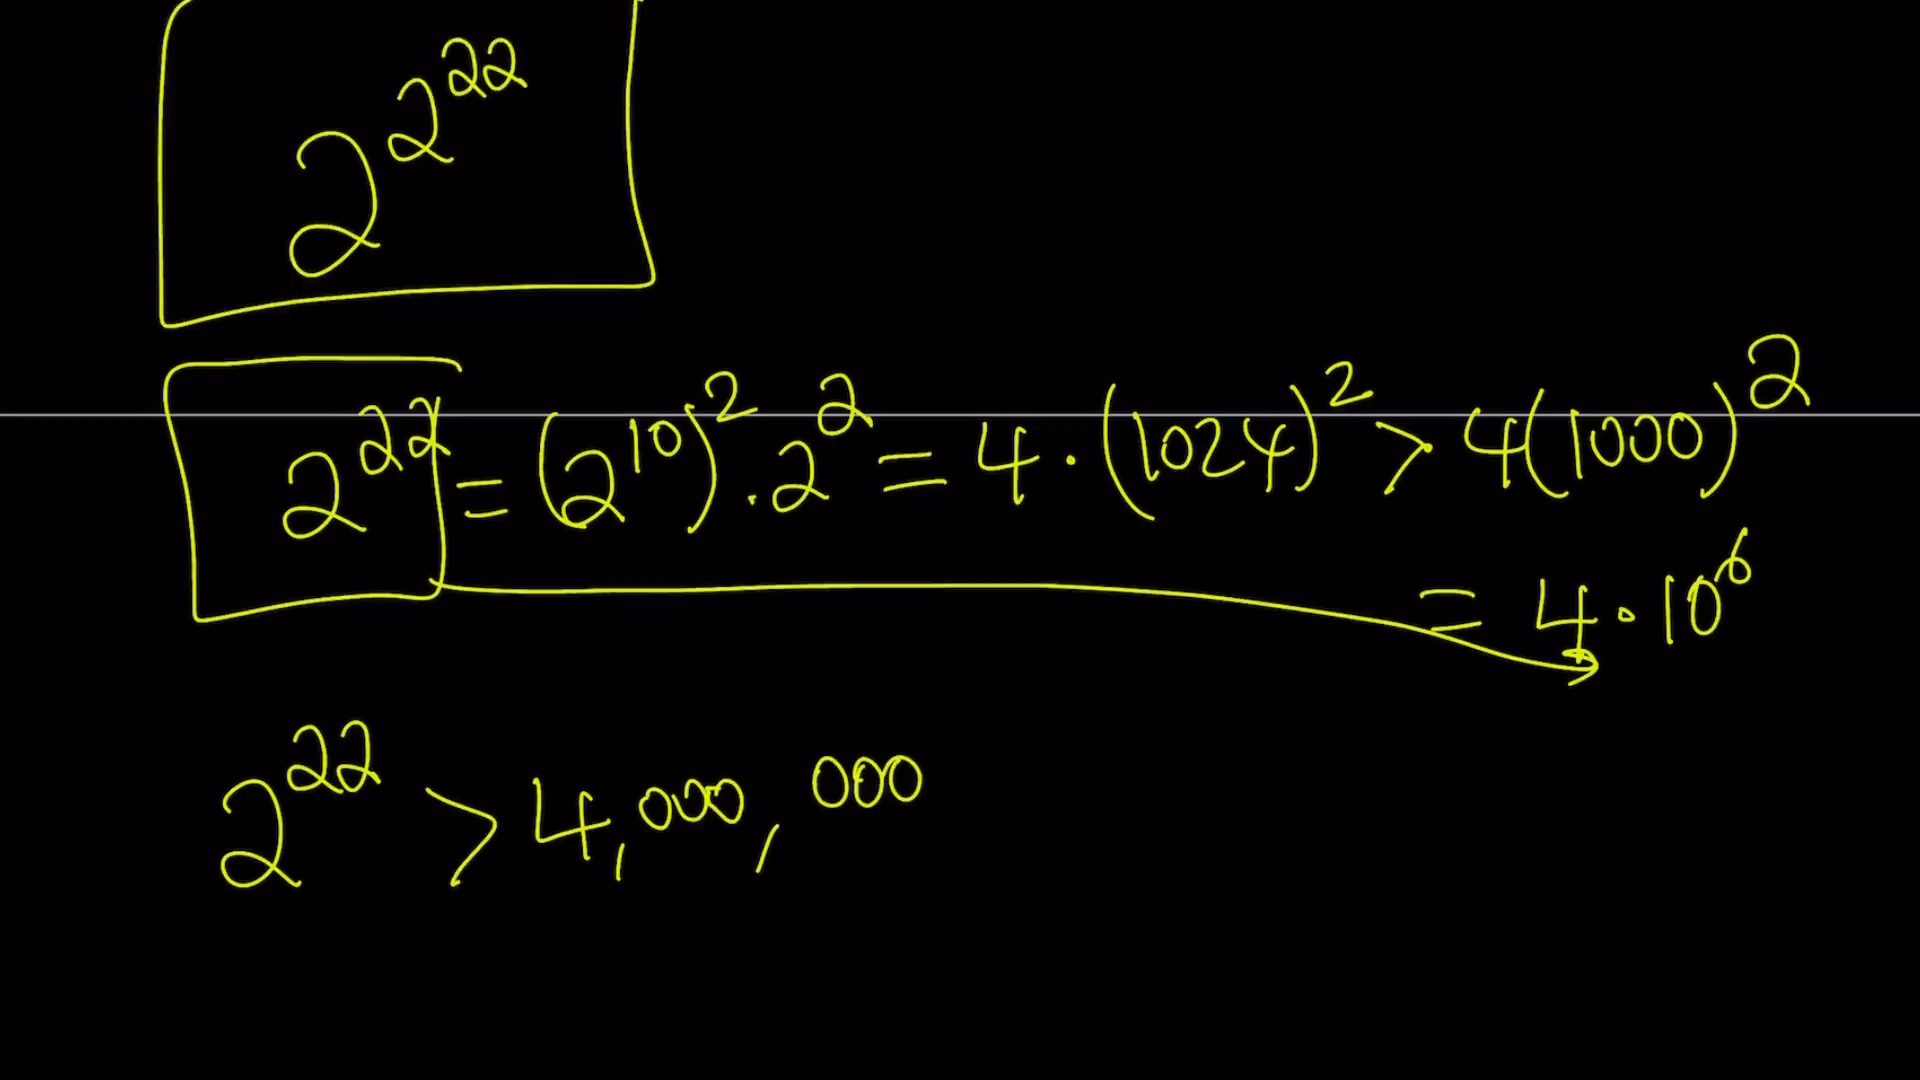 2^{2^{22}}
2^{22} = (2^{10})^2 · 2^2 = 4 · (1024)^2 > 4(1000)^2
= 4 · 10^6
2^{22} > 4,000,000